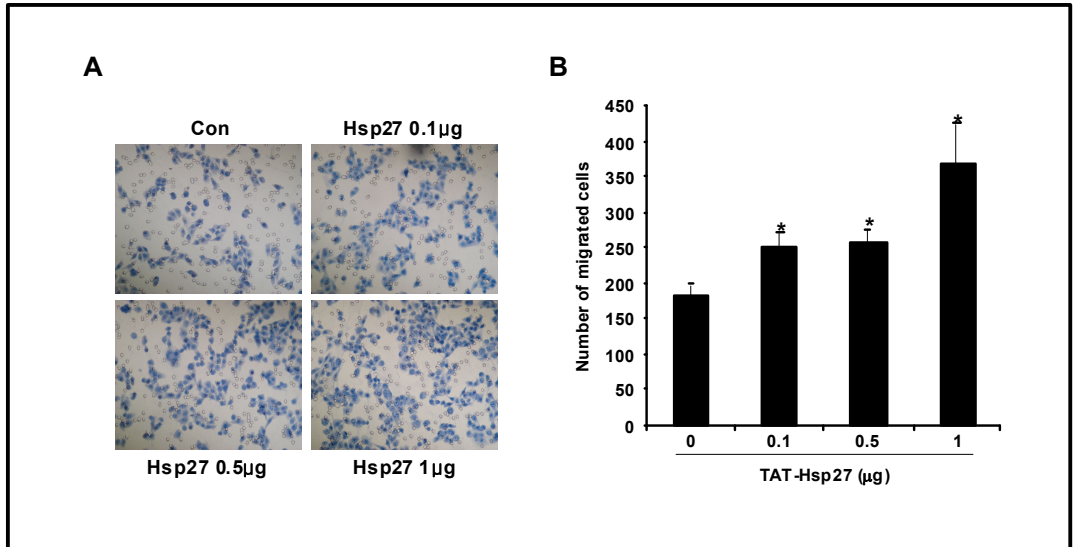 A
Con
Hsp27 0.1μg
Hsp27 0.5μg
Hsp27 1μg
B
Number of migrated cells
450
400
350
300
250
200
150
100
50
0
*
*
*
0 0.1 0.5 1
TAT-Hsp27 (μg)